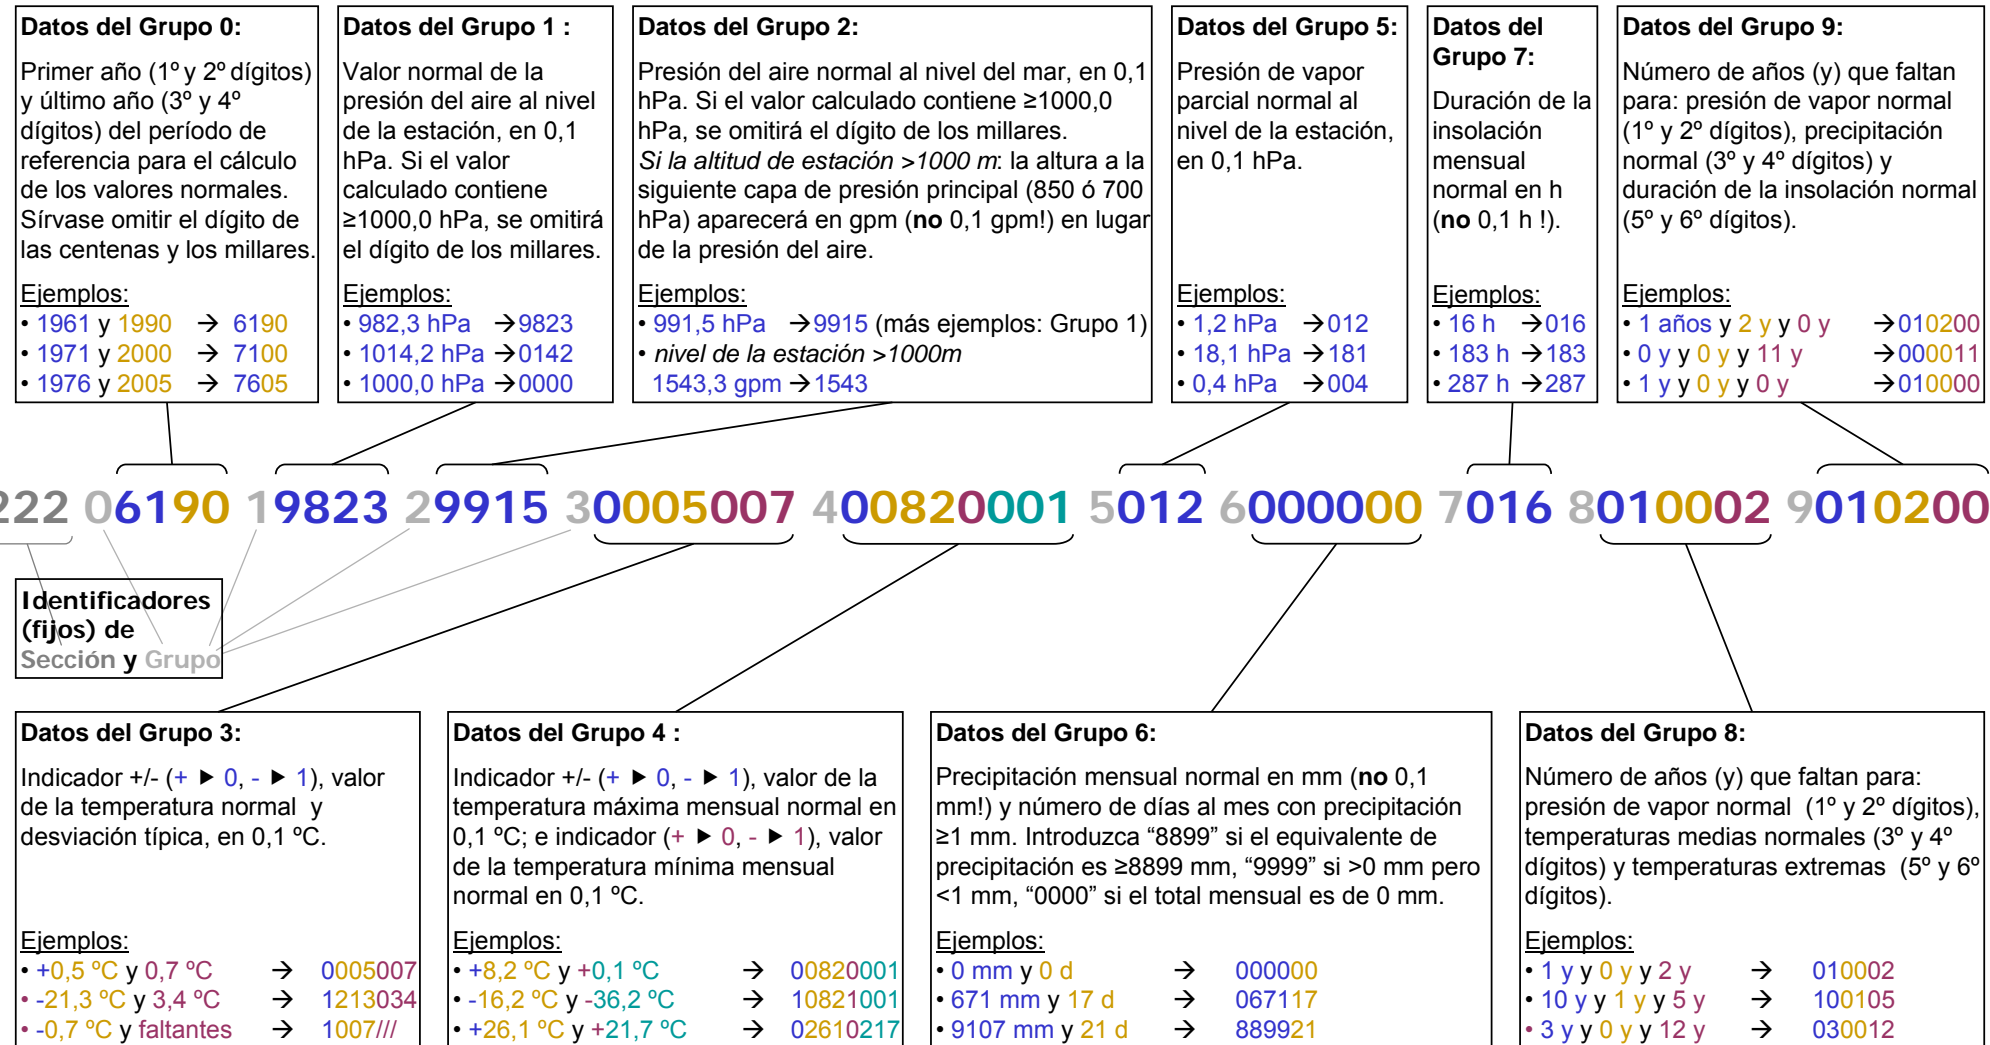 Datos del Grupo 0:
Primer año (1º y 2º dígitos)
y último año (3º y 4º
dígitos) del período de
referencia para el cálculo
de los valores normales.
Sírvase omitir el dígito de
las centenas y los millares.
Ejemplos:
• 1961 y 1990 → 6190
• 1971 y 2000 → 7100
• 1976 y 2005 → 7605
Datos del Grupo 1 :
Valor normal de la
presión del aire al nivel
de la estación, en 0,1
hPa. Si el valor
calculado contiene
≥1000,0 hPa, se omitirá
el dígito de los millares.
Ejemplos:
• 982,3 hPa →9823
• 1014,2 hPa →0142
• 1000,0 hPa →0000
Datos del Grupo 2:
Presión del aire normal al nivel del mar, en 0,1
hPa. Si el valor calculado contiene ≥1000,0
hPa, se omitirá el dígito de los millares.
Si la altitud de estación >1000 m: la altura a la
siguiente capa de presión principal (850 ó 700
hPa) aparecerá en gpm (no 0,1 gpm!) en lugar
de la presión del aire.
Ejemplos:
• 991,5 hPa →9915 (más ejemplos: Grupo 1)
• nivel de la estación >1000m
1543,3 gpm →1543
Datos del Grupo 5:
Presión de vapor
parcial normal al
nivel de la estación,
en 0,1 hPa.
Ejemplos:
• 1,2 hPa →012
• 18,1 hPa →181
• 0,4 hPa →004
Datos del
Grupo 7:
Duración de la
insolación
mensual
normal en h
(no 0,1 h !).
Ejemplos:
• 16 h →016
• 183 h →183
• 287 h →287
Datos del Grupo 9:
Número de años (y) que faltan
para: presión de vapor normal
(1º y 2º dígitos), precipitación
normal (3º y 4º dígitos) y
duración de la insolación normal
(5º y 6º dígitos).
Ejemplos:
• 1 años y 2 y y 0 y →010200
• 0 y y 0 y y 11 y →000011
• 1 y y 0 y y 0 y →010000
222 06190 19823 29915 30005007 400820001 5012 6000000 7016 8010002 9010200
Identificadores
(fijos) de
Sección y Grupo
Datos del Grupo 3:
Indicador +/- (+ ► 0, - ► 1), valor
de la temperatura normal y
desviación típica, en 0,1 ºC.
Ejemplos:
• +0,5 ºC y 0,7 ºC → 0005007
• -21,3 ºC y 3,4 ºC → 1213034
• -0,7 ºC y faltantes → 1007///
Datos del Grupo 4 :
Indicador +/- (+ ► 0, - ► 1), valor de la
temperatura máxima mensual normal en
0,1 ºC; e indicador (+ ► 0, - ► 1), valor
de la temperatura mínima mensual
normal en 0,1 ºC.
Ejemplos:
• +8,2 ºC y +0,1 ºC → 00820001
• -16,2 ºC y -36,2 ºC → 10821001
• +26,1 ºC y +21,7 ºC → 02610217
Datos del Grupo 6:
Precipitación mensual normal en mm (no 0,1
mm!) y número de días al mes con precipitación
≥1 mm. Introduzca “8899” si el equivalente de
precipitación es ≥8899 mm, “9999” si >0 mm pero
<1 mm, “0000” si el total mensual es de 0 mm.
Ejemplos:
• 0 mm y 0 d → 000000
• 671 mm y 17 d → 067117
• 9107 mm y 21 d → 889921
Datos del Grupo 8:
Número de años (y) que faltan para:
presión de vapor normal (1º y 2º dígitos),
temperaturas medias normales (3º y 4º
dígitos) y temperaturas extremas (5º y 6º
dígitos).
Ejemplos:
• 1 y y 0 y y 2 y → 010002
• 10 y y 1 y y 5 y → 100105
• 3 y y 0 y y 12 y → 030012